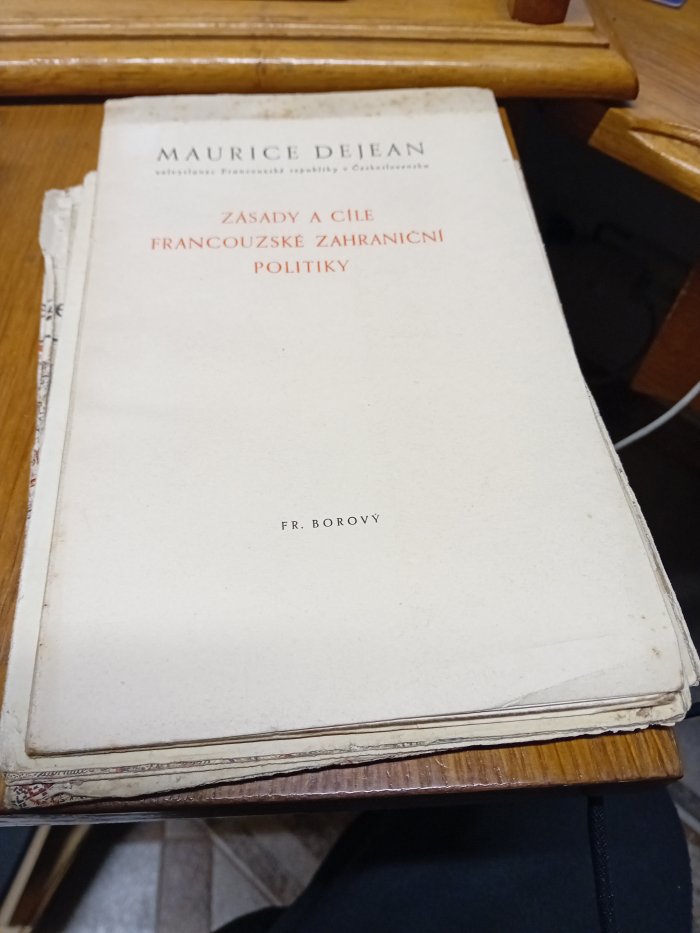 MAURICE DEJEAN
velvyslanec Francouzské republiky v Československu
ZÁSADY A CÍLE
FRANCOUZSKÉ ZAHRANIČNÍ
POLITIKY
FR. BOROVÝ